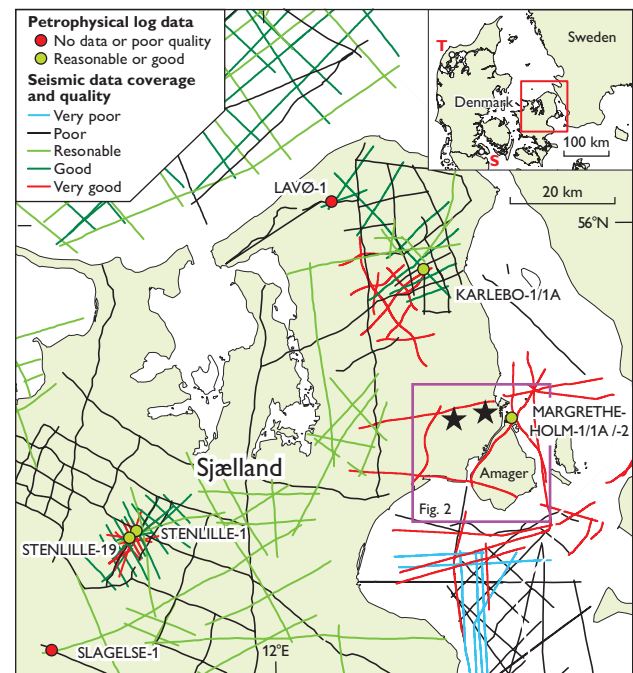 Petrophysical log data
No data or poor quality
Reasonable or good
Seismic data coverage
and quality
Very poor
Poor
Resonable
Good
Very good
T
Sweden
Denmark
S
100 km
20 km
56°N
LAVØ-1
KARLEBO-1/1A
MARGRETHE-
HOLM-1/1A /-2
Amager
Fig. 2
Sjælland
STENLILLE-1
STENLILLE-19
SLAGELSE-1
12°E